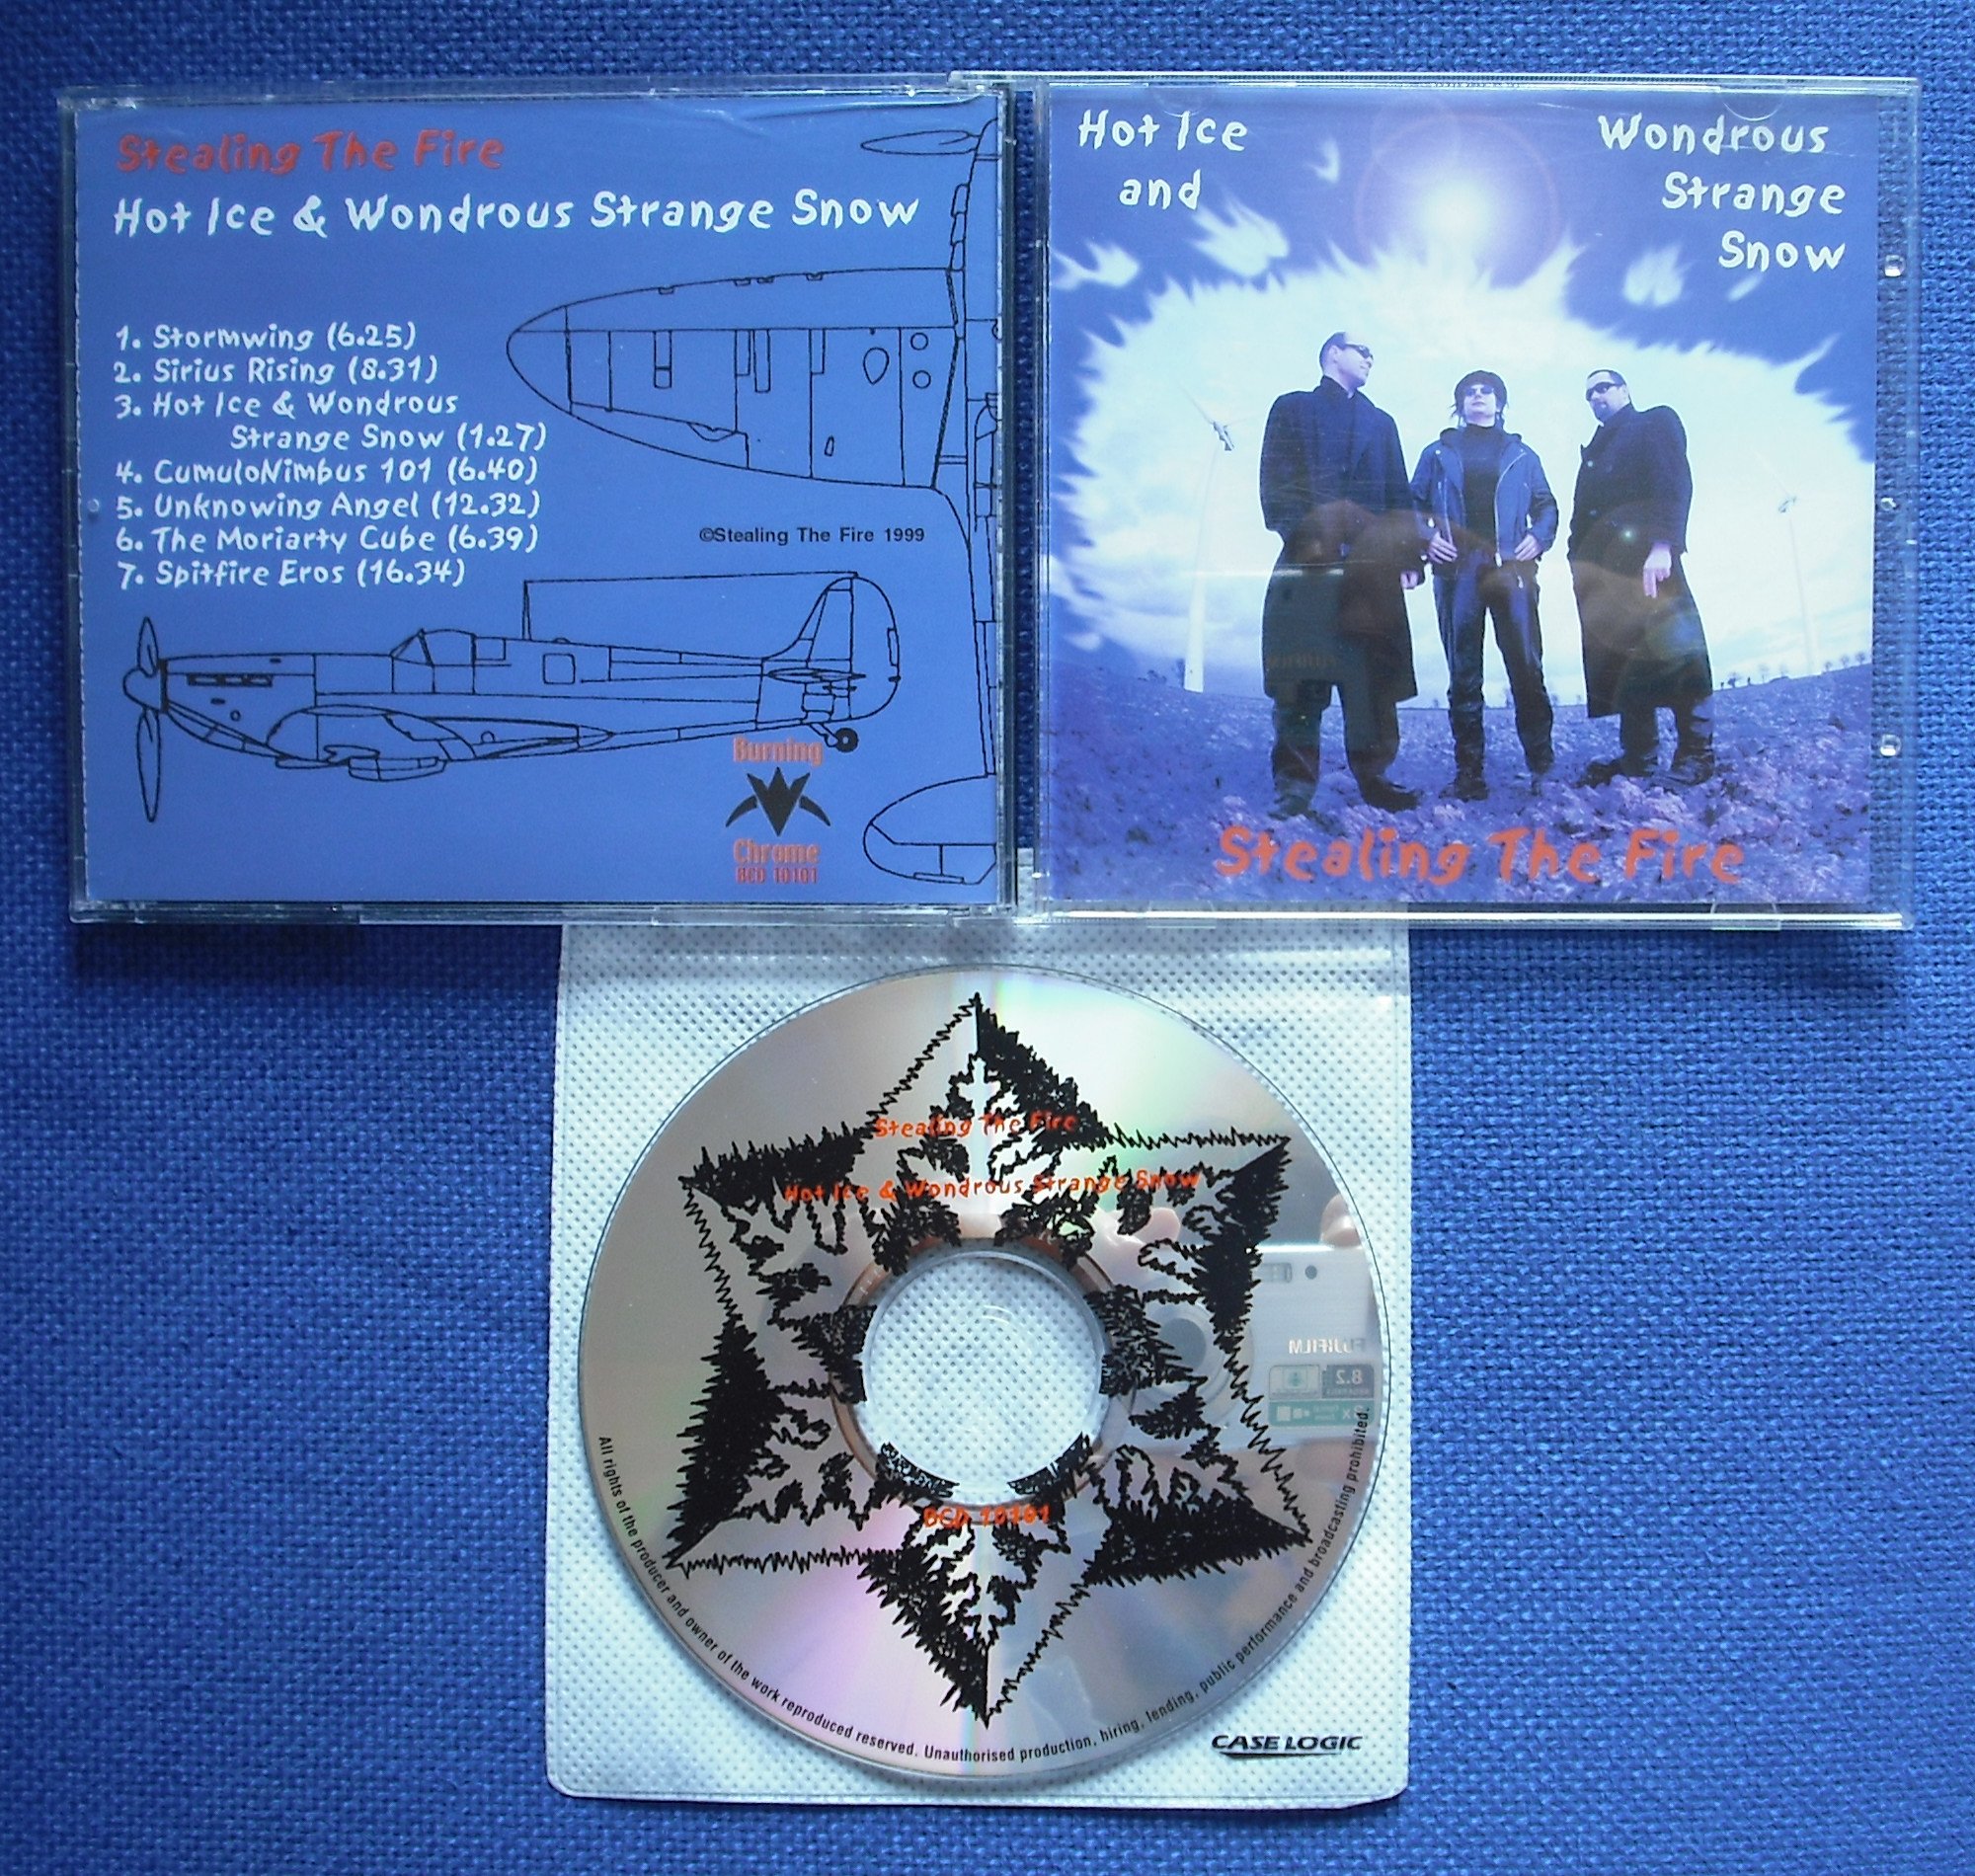 Stealing The Fire
Hot Ice & Wondrous Strange Snow
1. Stormwing (6.25)
2. Sirius Rising (8.31)
3. Hot Ice & Wondrous
Strange Snow (1.27)
4. CumuloNimbus 101 (6.40)
5. Unknowing Angel (12.32)
6. The Moriarty Cube (6.39)
7. Spitfire Eros (16.34)
©Stealing The Fire 1999
Burning
Chrome
BCD 10101
Hot Ice
and
Wondrous
Strange
Snow
Stealing The Fire
Stealing The Fire
Hot Ice & Wondrous Strange Snow
BCD 10101
All rights of the producer and owner of the work reproduced reserved. Unauthorised production, hiring, lending, public performance and broadcasting prohibited.
FUJIFILM
8.2
CASE LOGIC